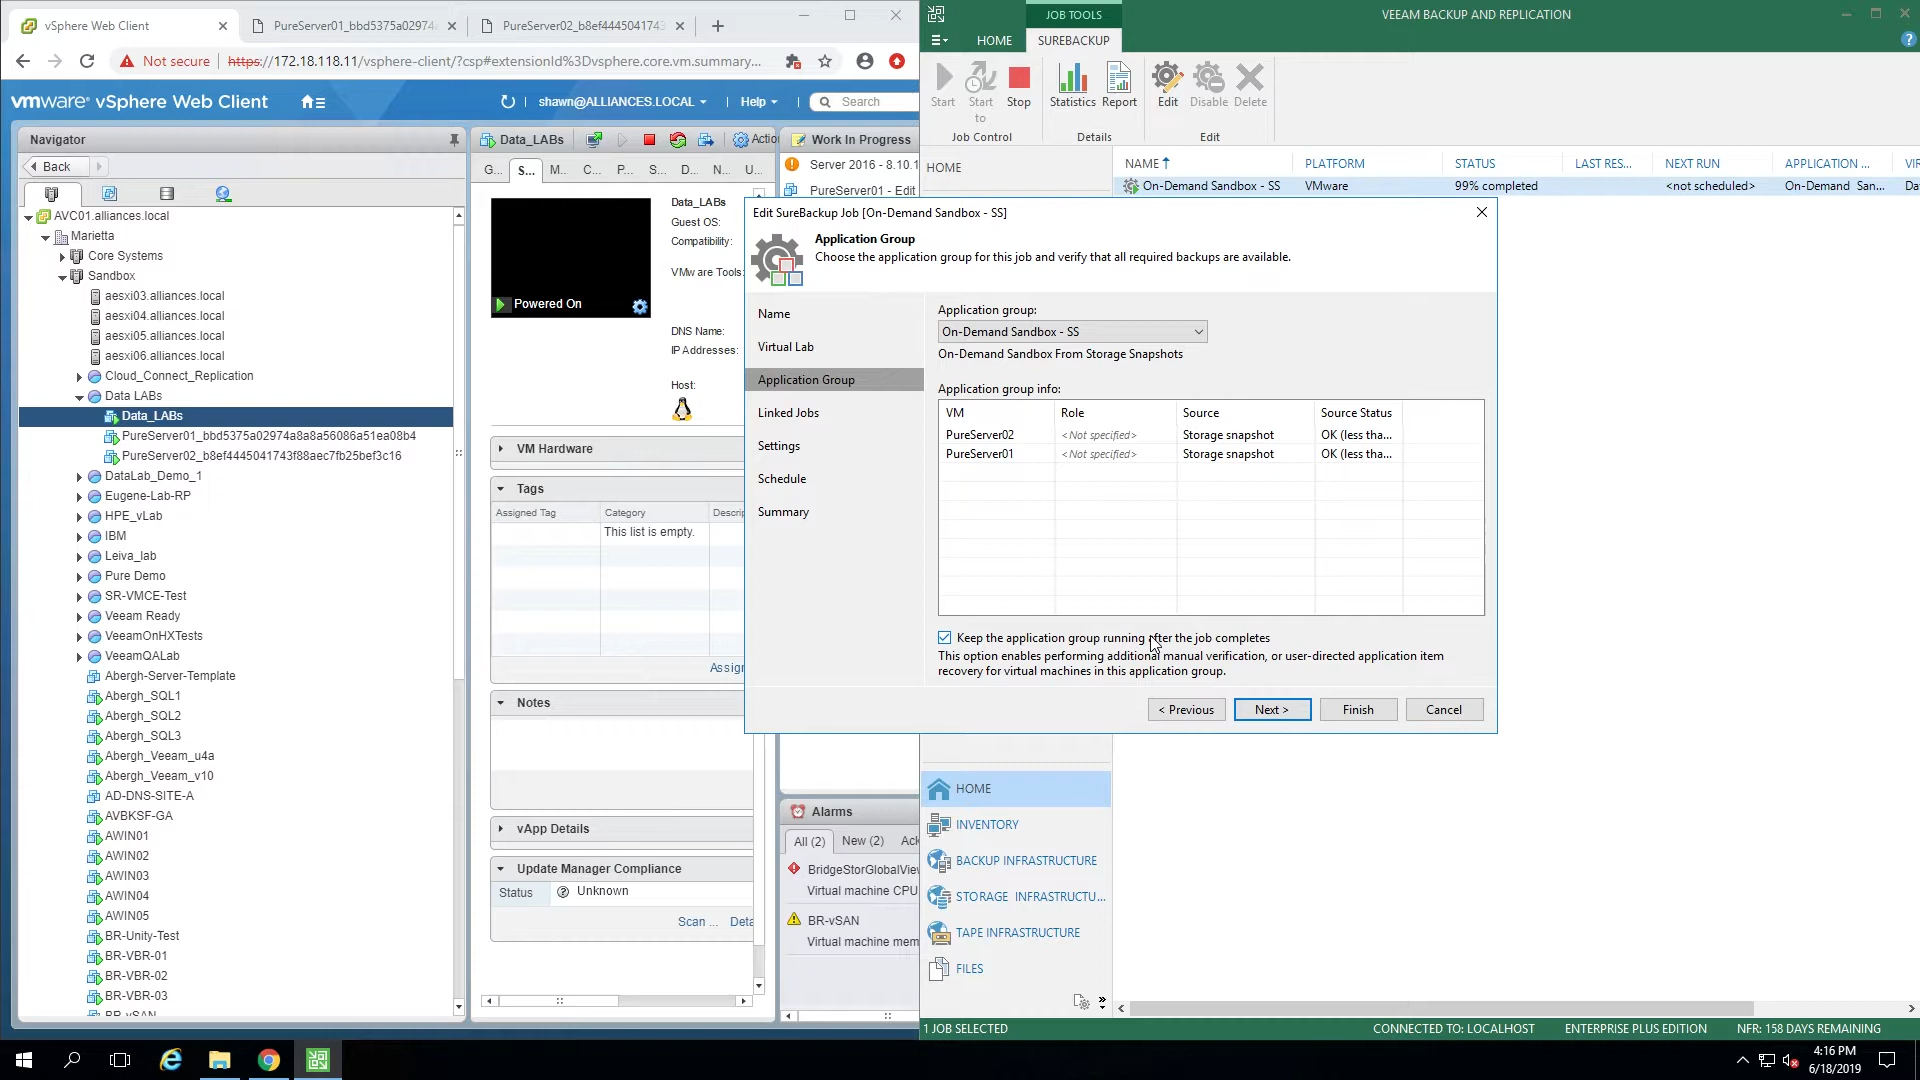 vSphere Web Client
PureServer01_bbd5375a02974
PureServer02_b8ef4445041743
Not secure
https://172.18.118.11/vsphere-client/?csp#extensionId%3Dvsphere.core.vm.summary...
vmware vSphere Web Client
shawn@ALLIANCES.LOCAL
Help
Search
Navigator
Back
AVC01.alliances.local
Marietta
Core Systems
Sandbox
aesxi03.alliances.local
aesxi04.alliances.local
aesxi05.alliances.local
aesxi06.alliances.local
Cloud_Connect_Replication
Data LABs
Data_LABs
PureServer01_bbd5375a02974a8a8a56086a51ea08b4
PureServer02_b8ef4445041743f88aec7fb25bef3c16
DataLab_Demo_1
Eugene-Lab-RP
HPE_vLab
IBM
Leiva_lab
Pure Demo
SR-VMCE-Test
Veeam Ready
VeeamOnHXTests
VeeamQALab
Abergh-Server-Template
Abergh_SQL1
Abergh_SQL2
Abergh_SQL3
Abergh_Veeam_u4a
Abergh_Veeam_v10
AD-DNS-SITE-A
AVBKSF-GA
AWIN01
AWIN02
AWIN03
AWIN04
AWIN05
BR-Unity-Test
BR-VBR-01
BR-VBR-02
BR-VBR-03
BR-vSAN
Data_LABs
Actio
G... S... M... C... P... S... D... N... U...
Powered On
Data_LABs
Guest OS:
Compatibility:
VMware Tools:
DNS Name:
IP Addresses:
Host:
VM Hardware
Tags
Assigned Tag Category Descrip
This list is empty.
Assign
Notes
vApp Details
Update Manager Compliance
Status Unknown
Scan ... Deta
Work In Progress
Server 2016 - 8.10.1
PureServer01 - Edit
Alarms
All (2) New (2) Ack
BridgeStorGlobalView
Virtual machine CPU
BR-vSAN
Virtual machine mem
JOB TOOLS
VEEAM BACKUP AND REPLICATION
HOME SUREBACKUP
Start
Start to
Stop
Statistics
Report
Edit
Disable
Delete
Job Control
Details
Edit
HOME
NAME PLATFORM STATUS LAST RES... NEXT RUN APPLICATION ... VIR
On-Demand Sandbox - SS VMware 99% completed <not scheduled> On-Demand San... Da
Edit SureBackup Job [On-Demand Sandbox - SS]
Application Group
Choose the application group for this job and verify that all required backups are available.
Name
Virtual Lab
Application Group
Linked Jobs
Settings
Schedule
Summary
Application group:
On-Demand Sandbox - SS
On-Demand Sandbox From Storage Snapshots
Application group info:
VM Role Source Source Status
PureServer02 <Not specified> Storage snapshot OK (less tha...
PureServer01 <Not specified> Storage snapshot OK (less tha...
Keep the application group running after the job completes
This option enables performing additional manual verification, or user-directed application item
recovery for virtual machines in this application group.
< Previous
Next >
Finish
Cancel
HOME
INVENTORY
BACKUP INFRASTRUCTURE
STORAGE INFRASTRUCTU...
TAPE INFRASTRUCTURE
FILES
1 JOB SELECTED
CONNECTED TO: LOCALHOST
ENTERPRISE PLUS EDITION
NFR: 158 DAYS REMAINING
4:16 PM
6/18/2019